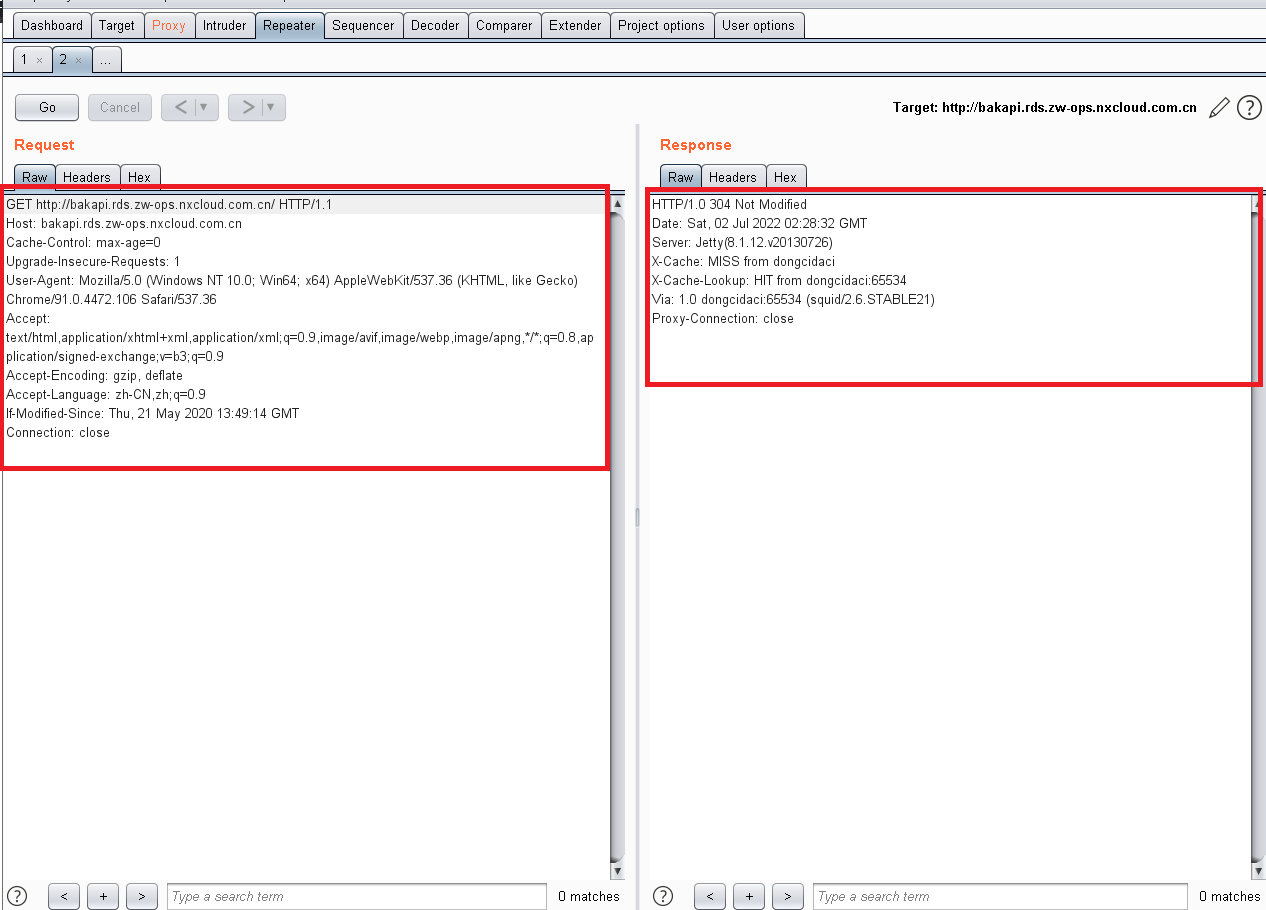 Dashboard Target Proxy Intruder Repeater Sequencer Decoder Comparer Extender Project options User options
1 × 2 × ...
Go Cancel < ▼ > ▼ Target: http://bakapi.rds.zw-ops.nxcloud.com.cn ?
Request
Raw Headers Hex
GET http://bakapi.rds.zw-ops.nxcloud.com.cn/ HTTP/1.1
Host: bakapi.rds.zw-ops.nxcloud.com.cn
Cache-Control: max-age=0
Upgrade-Insecure-Requests: 1
User-Agent: Mozilla/5.0 (Windows NT 10.0; Win64; x64) AppleWebKit/537.36 (KHTML, like Gecko)
Chrome/91.0.4472.106 Safari/537.36
Accept:
text/html,application/xhtml+xml,application/xml;q=0.9,image/avif,image/webp,image/apng,*/*;q=0.8,ap
plication/signed-exchange;v=b3;q=0.9
Accept-Encoding: gzip, deflate
Accept-Language: zh-CN,zh;q=0.9
If-Modified-Since: Thu, 21 May 2020 13:49:14 GMT
Connection: close
? < + > Type a search term 0 matches
Response
Raw Headers Hex
HTTP/1.0 304 Not Modified
Date: Sat, 02 Jul 2022 02:28:32 GMT
Server: Jetty(8.1.12.v20130726)
X-Cache: MISS from dongcidaci
X-Cache-Lookup: HIT from dongcidaci:65534
Via: 1.0 dongcidaci:65534 (squid/2.6.STABLE21)
Proxy-Connection: close
? < + > Type a search term 0 matches